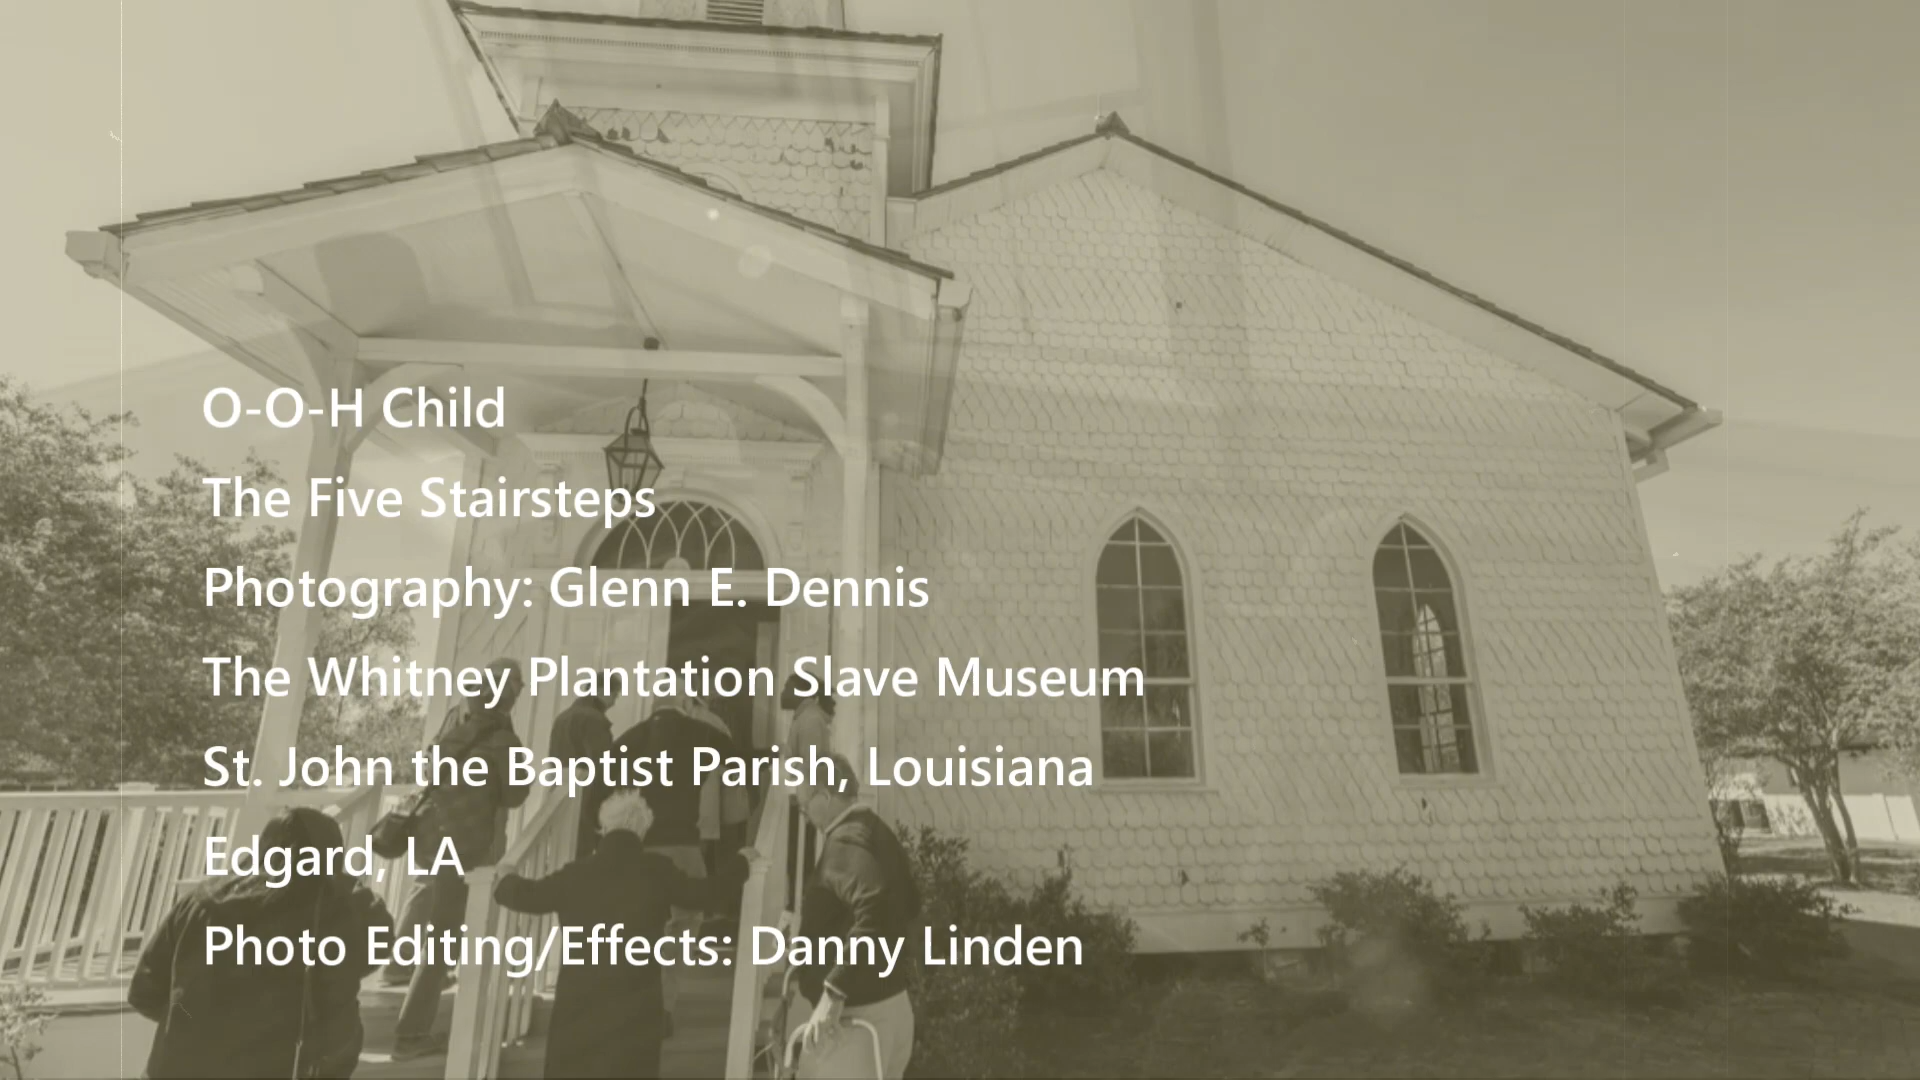 O-O-H Child
The Five Stairsteps
Photography: Glenn E. Dennis
The Whitney Plantation Slave Museum
St. John the Baptist Parish, Louisiana
Edgard, LA
Photo Editing/Effects: Danny Linden